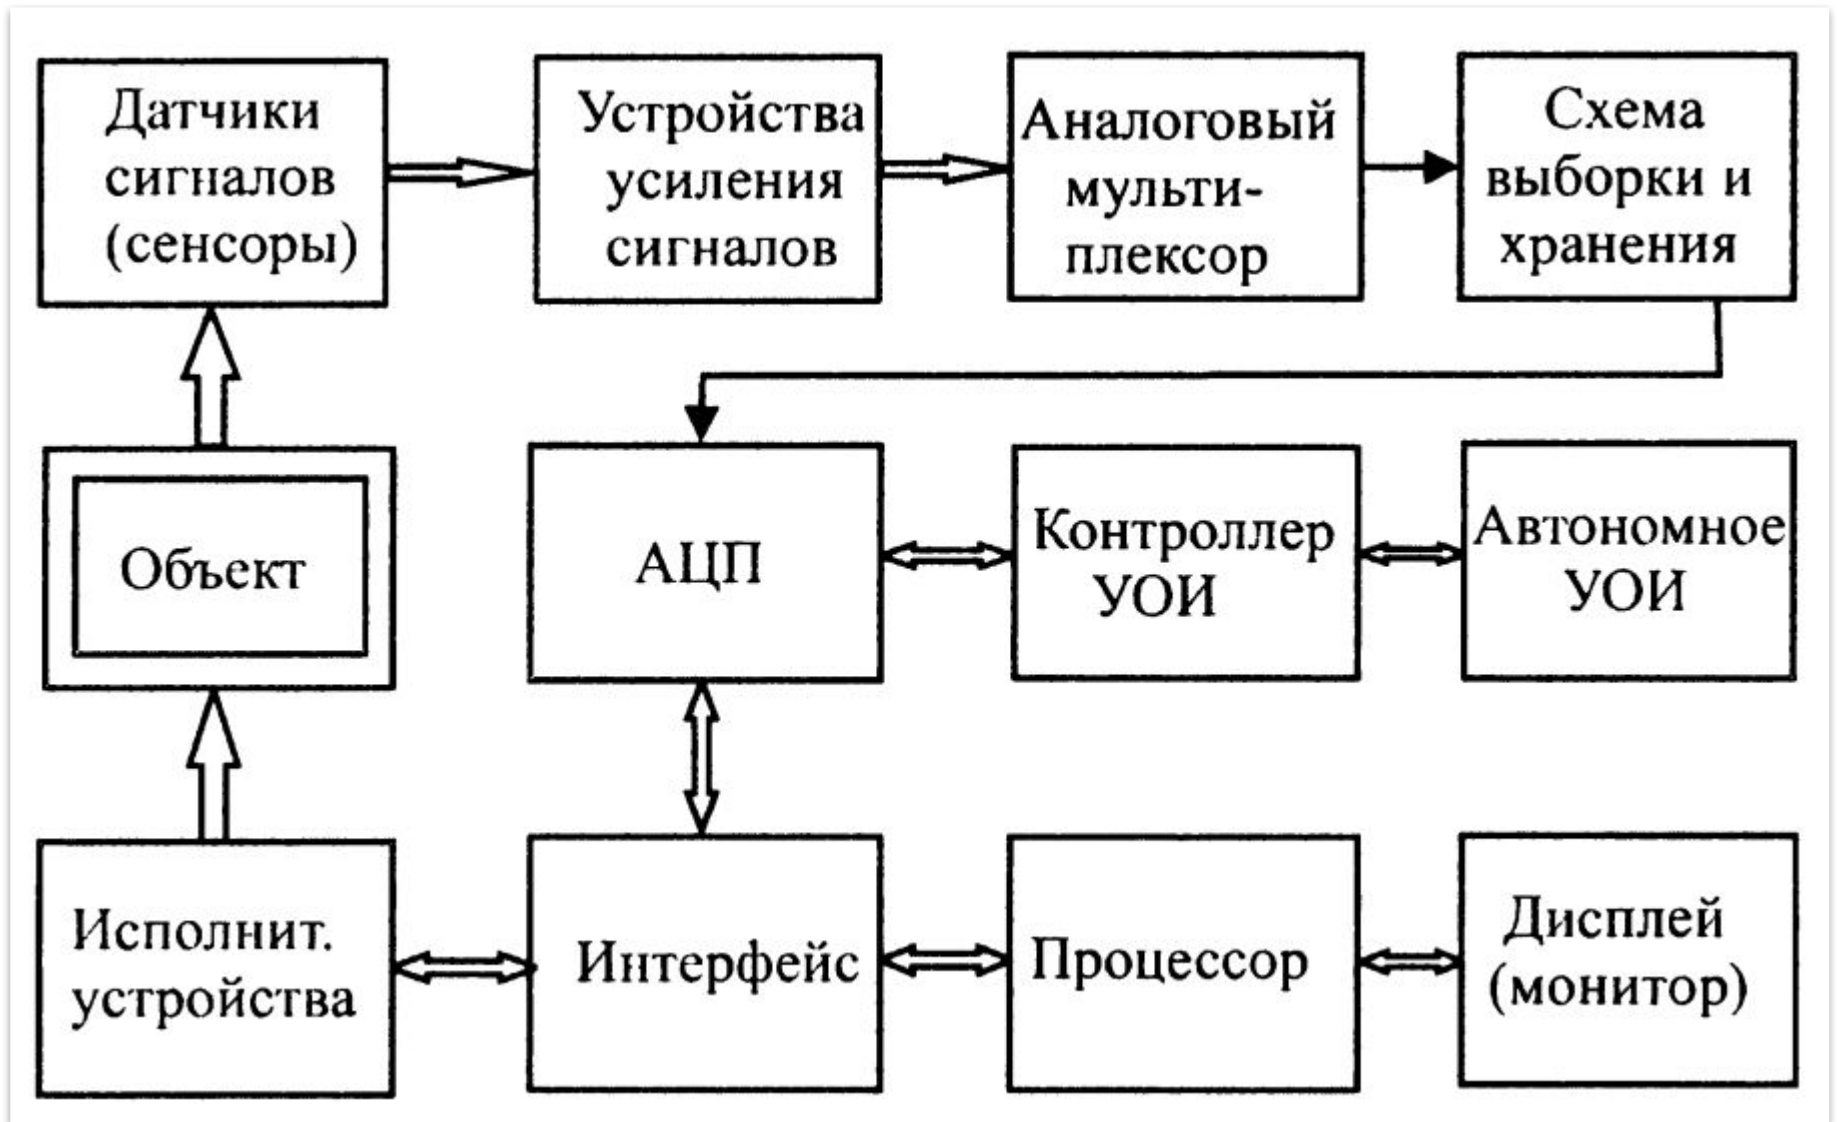 Датчики
сигналов
(сенсоры)
Устройства
усиления
сигналов
Аналоговый
мульти-
плексор
Схема
выборки и
хранения
Объект
АЦП
Контроллер
УОИ
Автономное
УОИ
Исполнит.
устройства
Интерфейс
Процессор
Дисплей
(монитор)